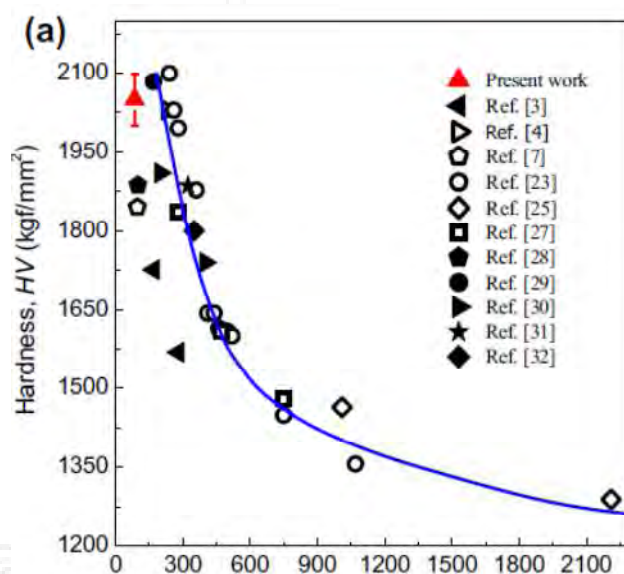 (a)
Hardness, HV (kgf/mm²)
2100
1950
1800
1650
1500
1350
1200
0 300 600 900 1200 1500 1800 2100
Present work
Ref. [3]
Ref. [4]
Ref. [7]
Ref. [23]
Ref. [25]
Ref. [27]
Ref. [28]
Ref. [29]
Ref. [30]
Ref. [31]
Ref. [32]